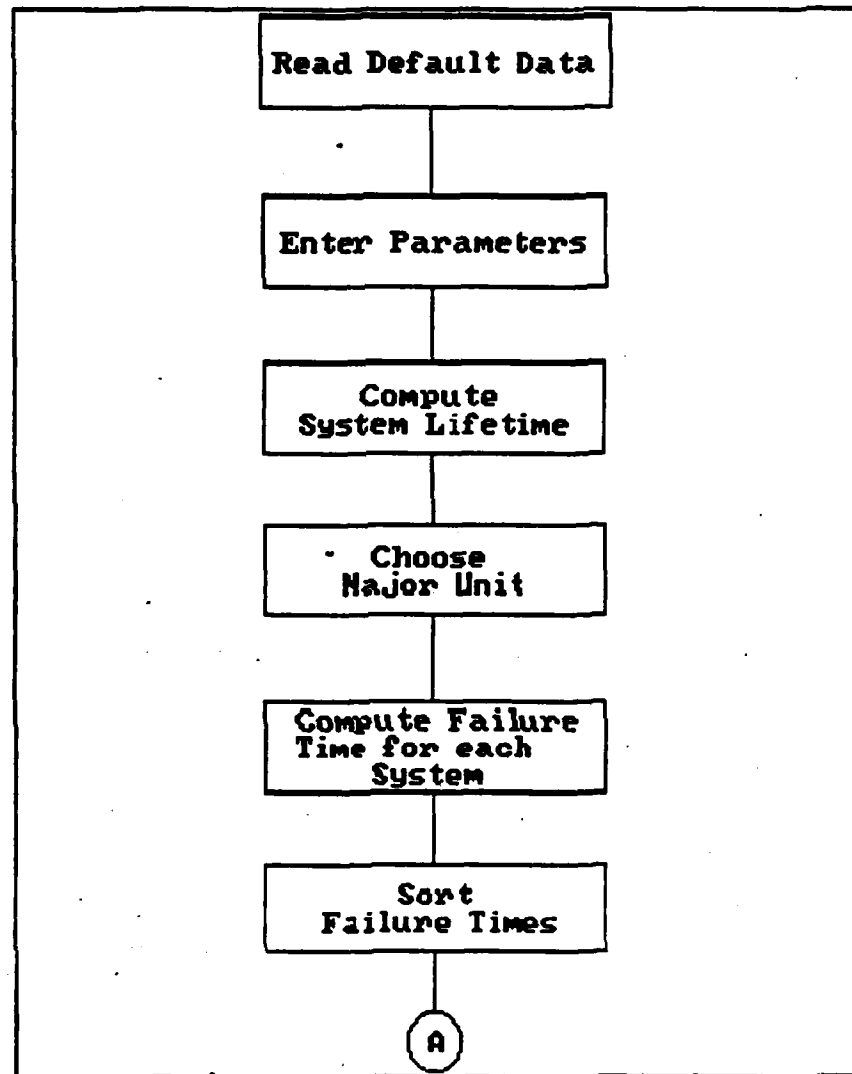 Read Default Data
Enter Parameters
Compute
System Lifetime
Choose
Major Unit
Compute Failure
Time for each
System
Sort
Failure Times
A